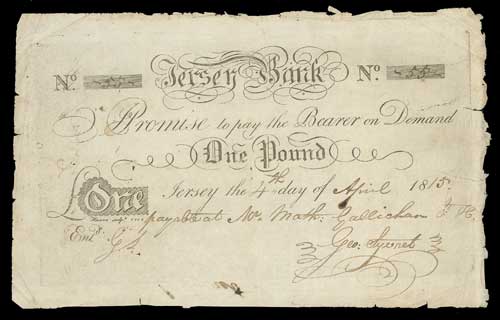 No. 55 Jersey Bank No. 55
I Promise to pay the Bearer on Demand
One Pound
Jersey the 4th day of April 1815
£One payable at Mr. Math. Gallichan
Entd. G S Geo: Syvret